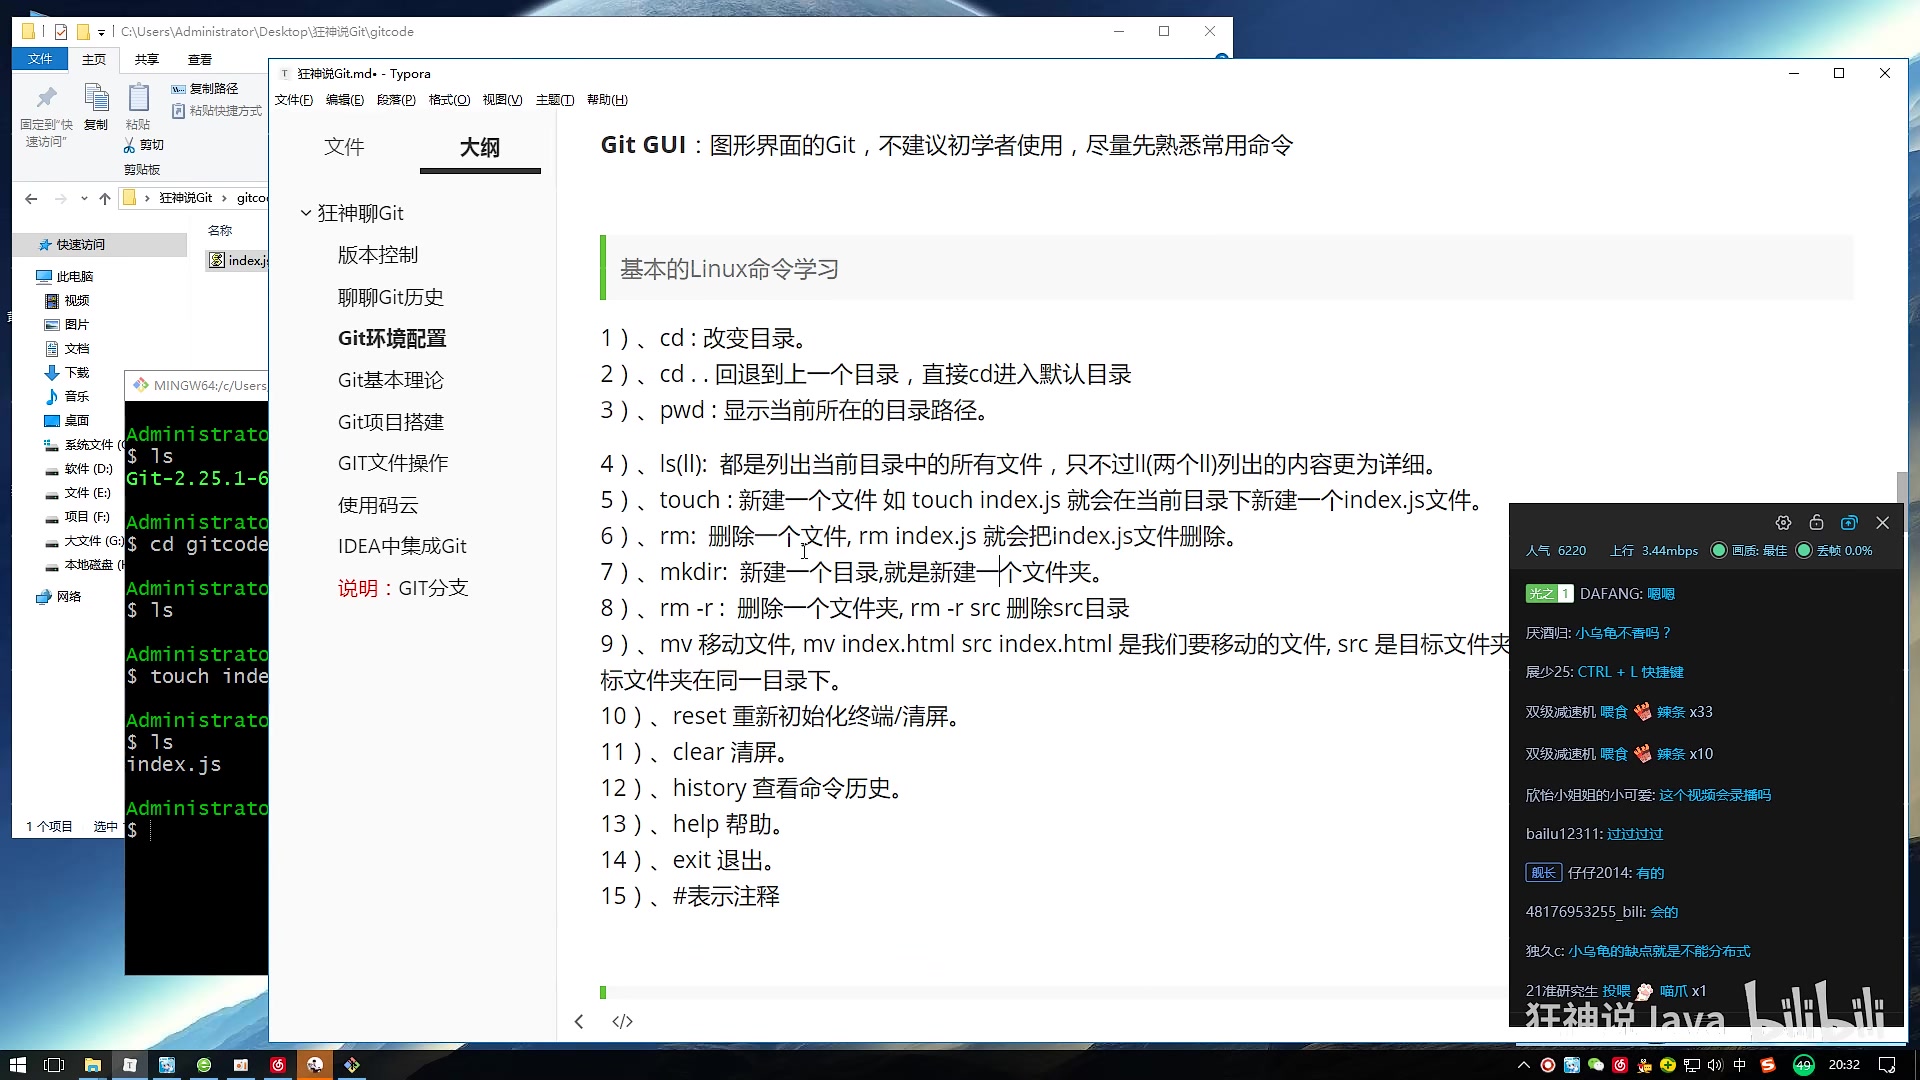 C:\Users\Administrator\Desktop\狂神说Git\gitcode
文件 主页 共享 查看
固定到"快速访问"
复制
粘贴
复制路径
粘贴快捷方式
剪切
剪贴板
狂神说Git
名称
快速访问
index.js
此电脑
视频
图片
文档
下载
音乐
桌面
系统文件 (
软件 (D:)
文件 (E:)
项目 (F:)
大文件 (G:)
本地磁盘 (
网络
1 个项目 选中
MINGW64:/c/Users/
Administrato
$ ls
Git-2.25.1-6
Administrato
$ cd gitcode
Administrato
$ ls
Administrato
$ touch inde
Administrato
$ ls
index.js
Administrato
$
狂神说Git.md• - Typora
文件(F) 编辑(E) 段落(P) 格式(O) 视图(V) 主题(T) 帮助(H)
文件 大纲
狂神聊Git
版本控制
聊聊Git历史
Git环境配置
Git基本理论
Git项目搭建
GIT文件操作
使用码云
IDEA中集成Git
说明：GIT分支
Git GUI：图形界面的Git，不建议初学者使用，尽量先熟悉常用命令
基本的Linux命令学习
1）、cd : 改变目录。
2）、cd . . 回退到上一个目录，直接cd进入默认目录
3）、pwd : 显示当前所在的目录路径。
4）、ls(ll): 都是列出当前目录中的所有文件，只不过ll(两个ll)列出的内容更为详细。
5）、touch : 新建一个文件 如 touch index.js 就会在当前目录下新建一个index.js文件。
6）、rm: 删除一个文件, rm index.js 就会把index.js文件删除。
7）、mkdir: 新建一个目录,就是新建一个文件夹。
8）、rm -r : 删除一个文件夹, rm -r src 删除src目录
9）、mv 移动文件, mv index.html src index.html 是我们要移动的文件, src 是目标文件夹
标文件夹在同一目录下。
10）、reset 重新初始化终端/清屏。
11）、clear 清屏。
12）、history 查看命令历史。
13）、help 帮助。
14）、exit 退出。
15）、#表示注释
人气 6220 上行 3.44mbps 画质: 最佳 丢帧 0.0%
光之 1 DAFANG: 嗯嗯
厌酒归: 小乌龟不香吗？
展少25: CTRL + L 快捷键
双级减速机 喂食 辣条 x33
双级减速机 喂食 辣条 x10
欣怡小姐姐的小可爱: 这个视频会录播吗
bailu12311: 过过过过
舰长 仔仔2014: 有的
48176953255_bili: 会的
独久c: 小乌龟的缺点就是不能分布式
21准研究生 投喂 喵爪 x1
狂神说Java bilibili
中
49
20:32